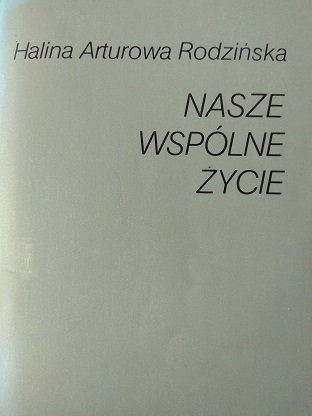 Halina Arturowa Rodzińska
NASZE
WSPÓLNE
ŻYCIE